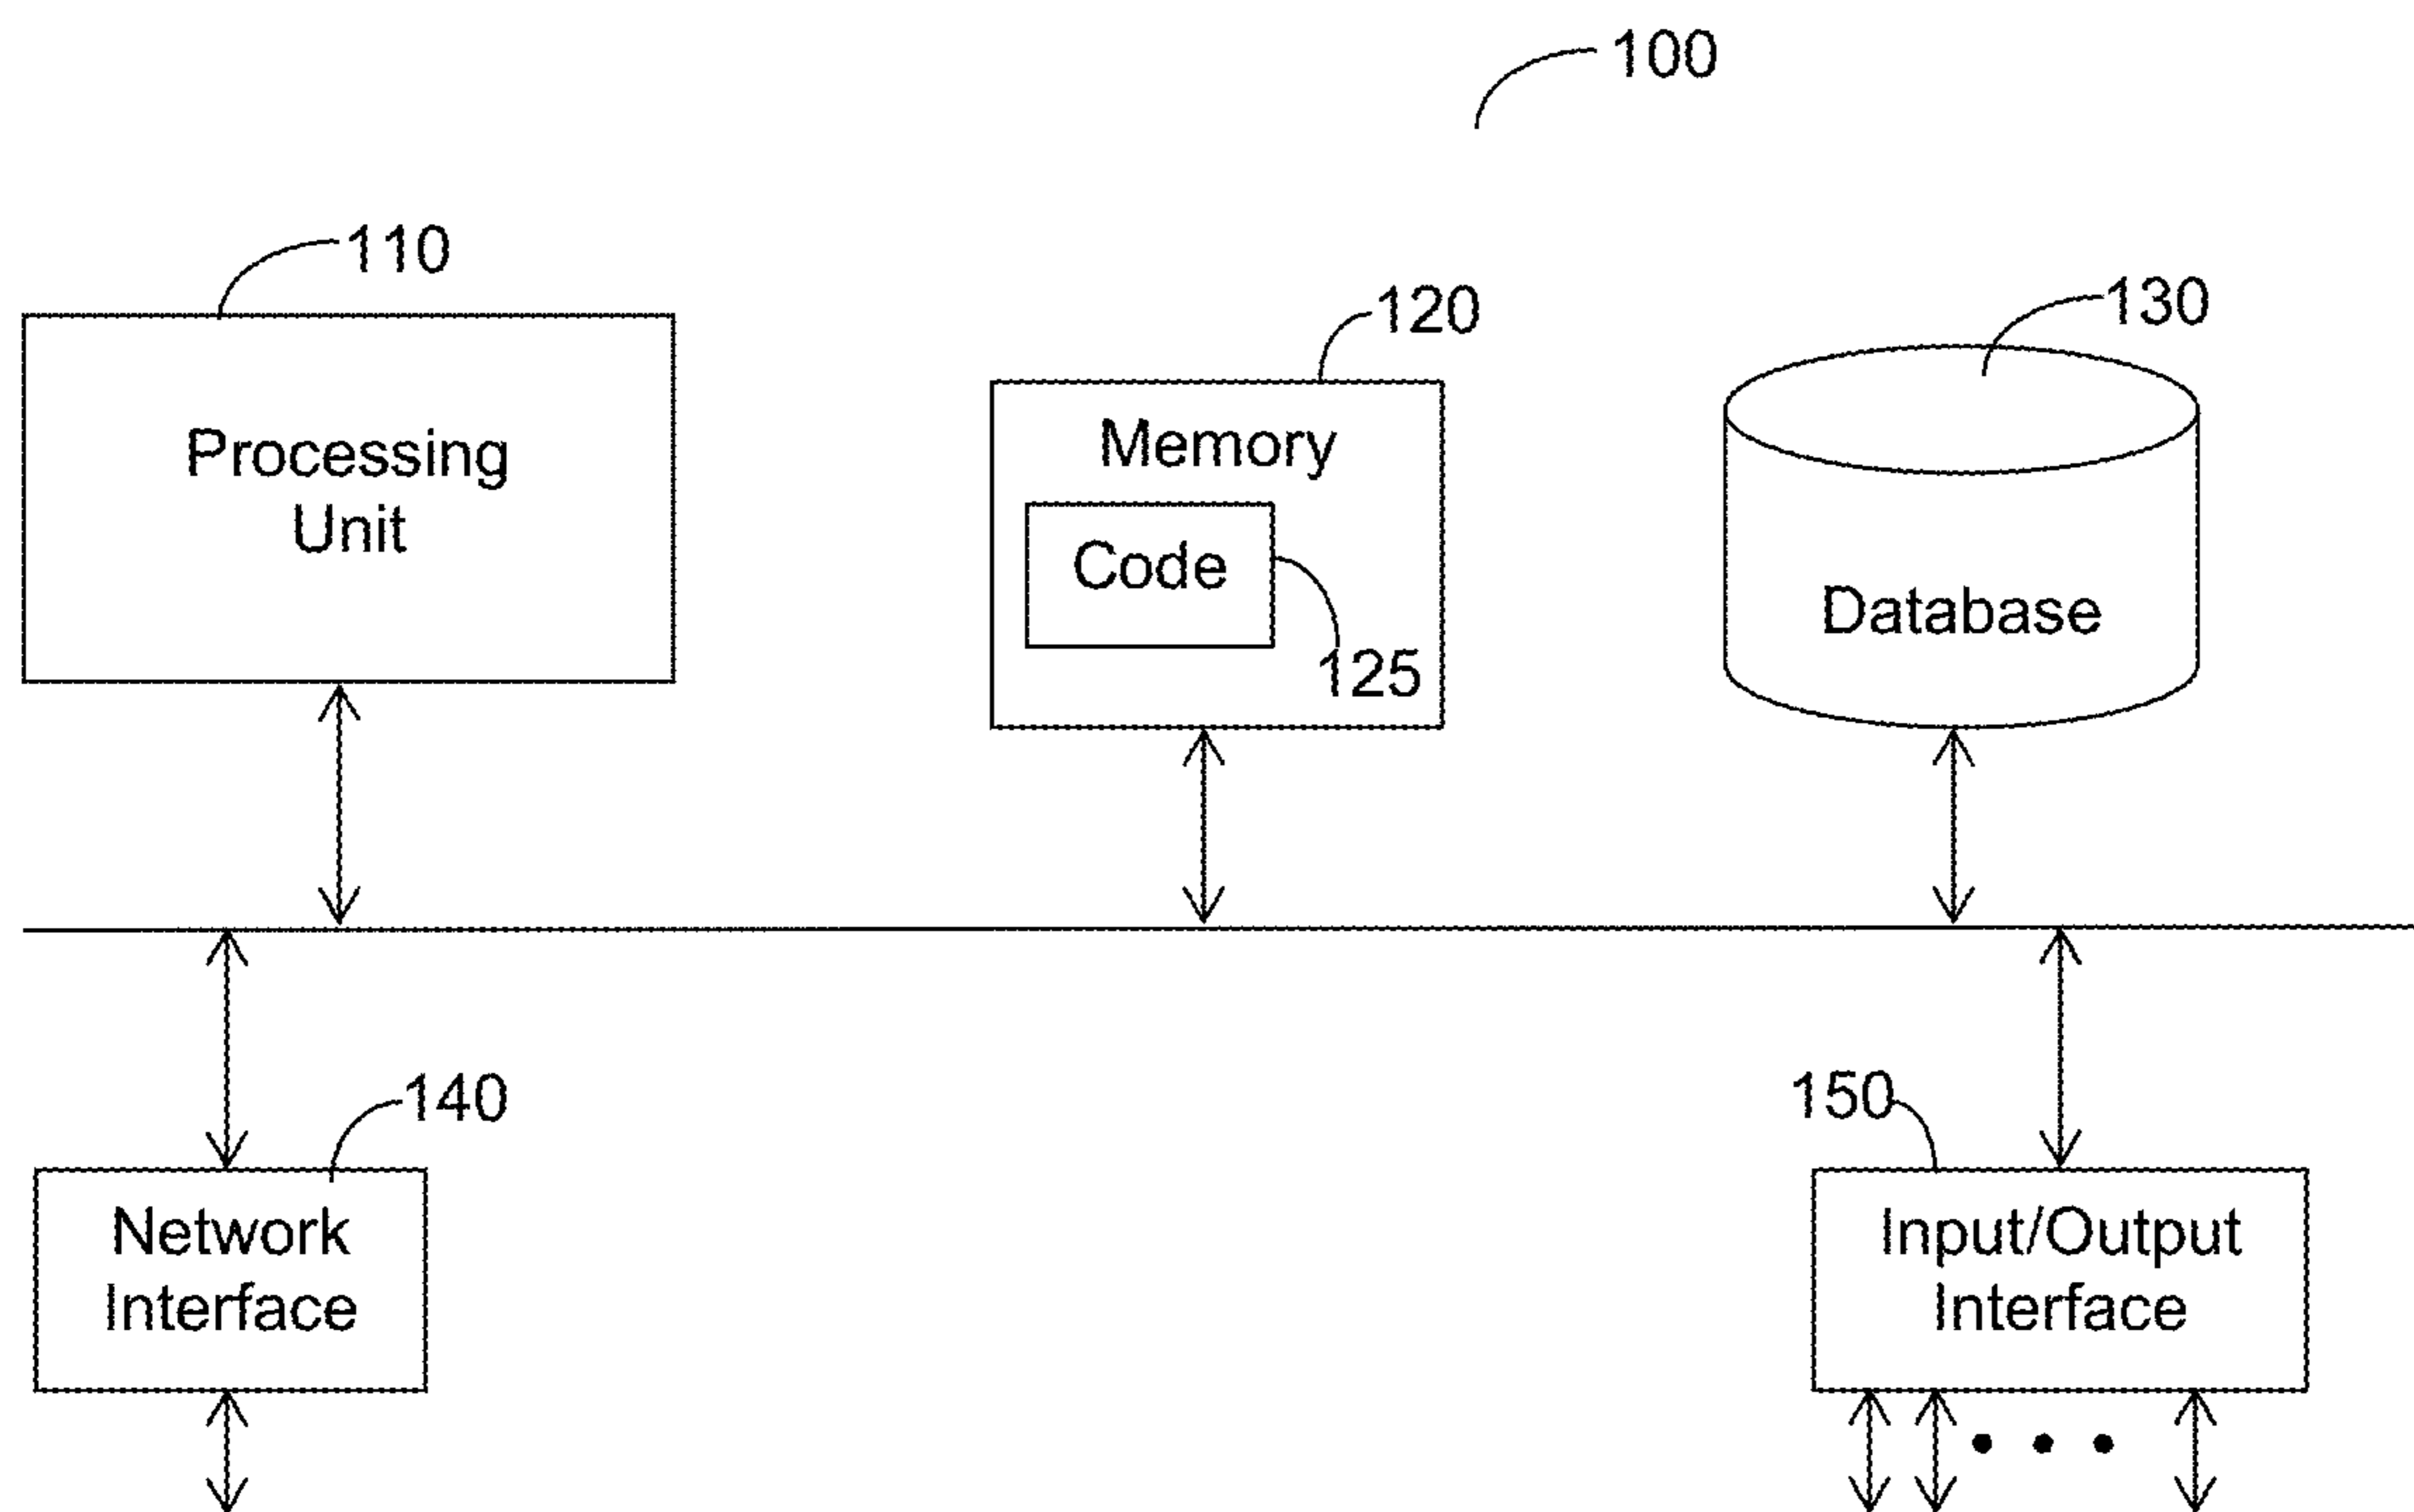 100
110
Processing
Unit
120
Memory
Code
125
130
Database
140
Network
Interface
150
Input/Output
Interface